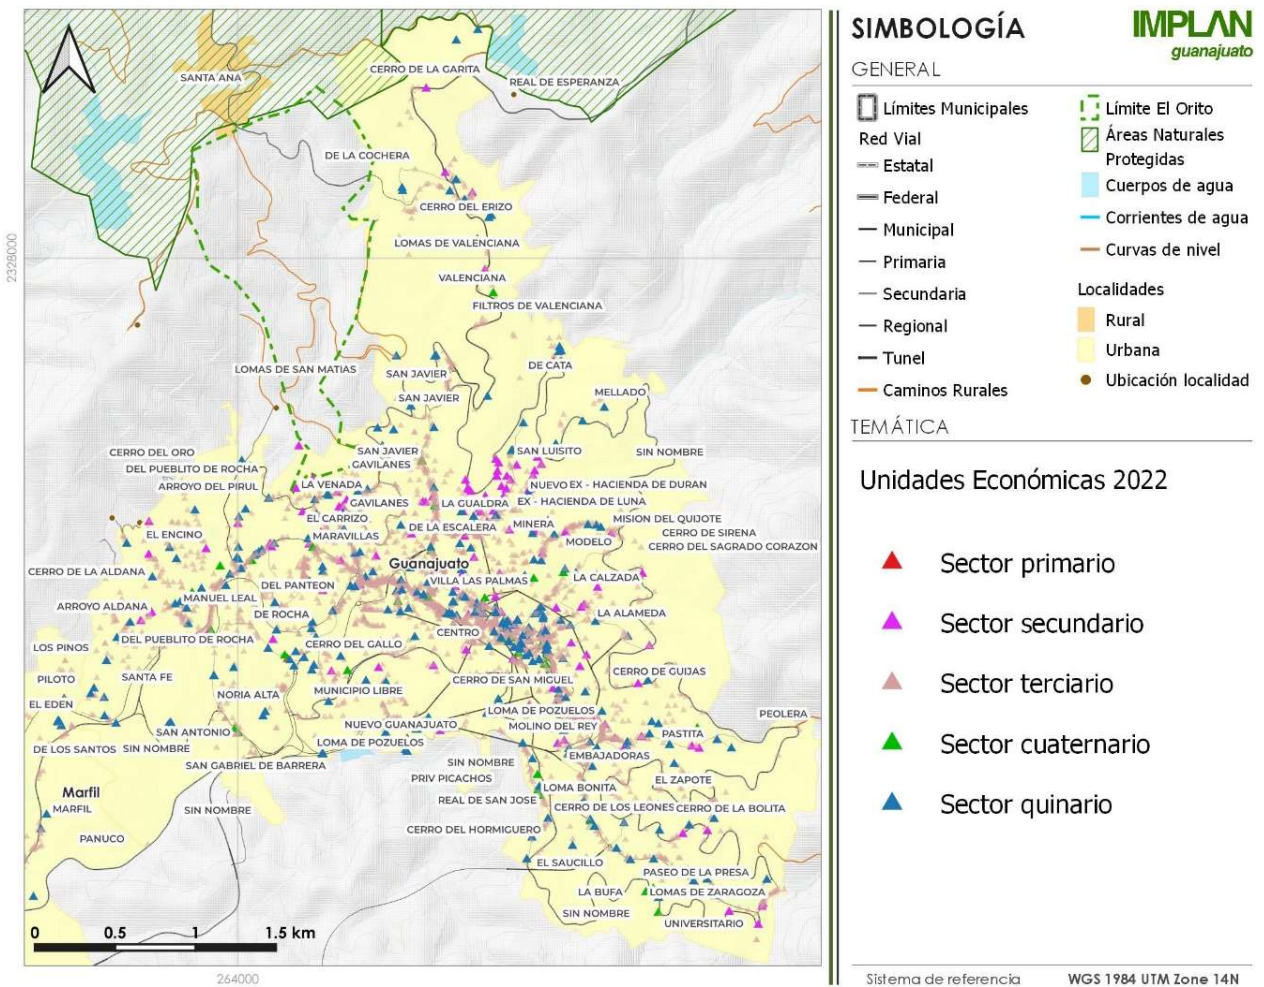 SANTA ANA
CERRO DE LA GARITA
REAL DE ESPERANZA
DE LA COCHERA
CERRO DEL ERIZO
LOMAS DE VALENCIANA
2328000
VALENCIANA
FILTROS DE VALENCIANA
LOMAS DE SAN MATIAS
SAN JAVIER
DE CATA
SAN JAVIER
MELLADO
CERRO DEL ORO
SAN JAVIER
SAN LUISITO
SIN NOMBRE
DEL PUEBLITO DE ROCHA
GAVILANES
ARROYO DEL PIRUL
LA VENADA
NUEVO EX - HACIENDA DE DURAN
GAVILANES
LA GUALDRA
EX - HACIENDA DE LUNA
EL CARRIZO
DE LA ESCALERA
MINERA
MISION DEL QUIJOTE
EL ENCINO
MARAVILLAS
MODELO
CERRO DE SIRENA
CERRO DEL SAGRADO CORAZON
Guanajuato
CERRO DE LA ALDANA
DEL PANTEON
VILLA LAS PALMAS
LA CALZADA
MANUEL LEAL
ARROYO ALDANA
DE ROCHA
LA ALAMEDA
CENTRO
DEL PUEBLITO DE ROCHA
CERRO DEL GALLO
LOS PINOS
PILOTO
SANTA FE
CERRO DE SAN MIGUEL
CERRO DE GUIJAS
NORIA ALTA
MUNICIPIO LIBRE
EL EDEN
LOMA DE POZUELOS
PEOLERA
SAN ANTONIO
NUEVO GUANAJUATO
MOLINO DEL REY
PASTITA
DE LOS SANTOS
SIN NOMBRE
LOMA DE POZUELOS
EMBAJADORAS
SAN GABRIEL DE BARRERA
SIN NOMBRE
PRIV PICACHOS
EL ZAPOTE
Marfil
LOMA BONITA
MARFIL
SIN NOMBRE
REAL DE SAN JOSE
CERRO DE LOS LEONES
CERRO DE LA BOLITA
PANUCO
CERRO DEL HORMIGUERO
EL SAUCILLO
PASEO DE LA PRESA
LA BUFA
LOMAS DE ZARAGOZA
SIN NOMBRE
UNIVERSITARIO
0 0.5 1 1.5 km
264000
SIMBOLOGÍA
IMPLAN
guanajuato
GENERAL
Límites Municipales
Red Vial
Estatal
Federal
Municipal
Primaria
Secundaria
Regional
Tunel
Caminos Rurales
Límite El Orito
Áreas Naturales
Protegidas
Cuerpos de agua
Corrientes de agua
Curvas de nivel
Localidades
Rural
Urbana
Ubicación localidad
TEMÁTICA
Unidades Económicas 2022
Sector primario
Sector secundario
Sector terciario
Sector cuaternario
Sector quinario
Sistema de referencia WGS 1984 UTM Zone 14N